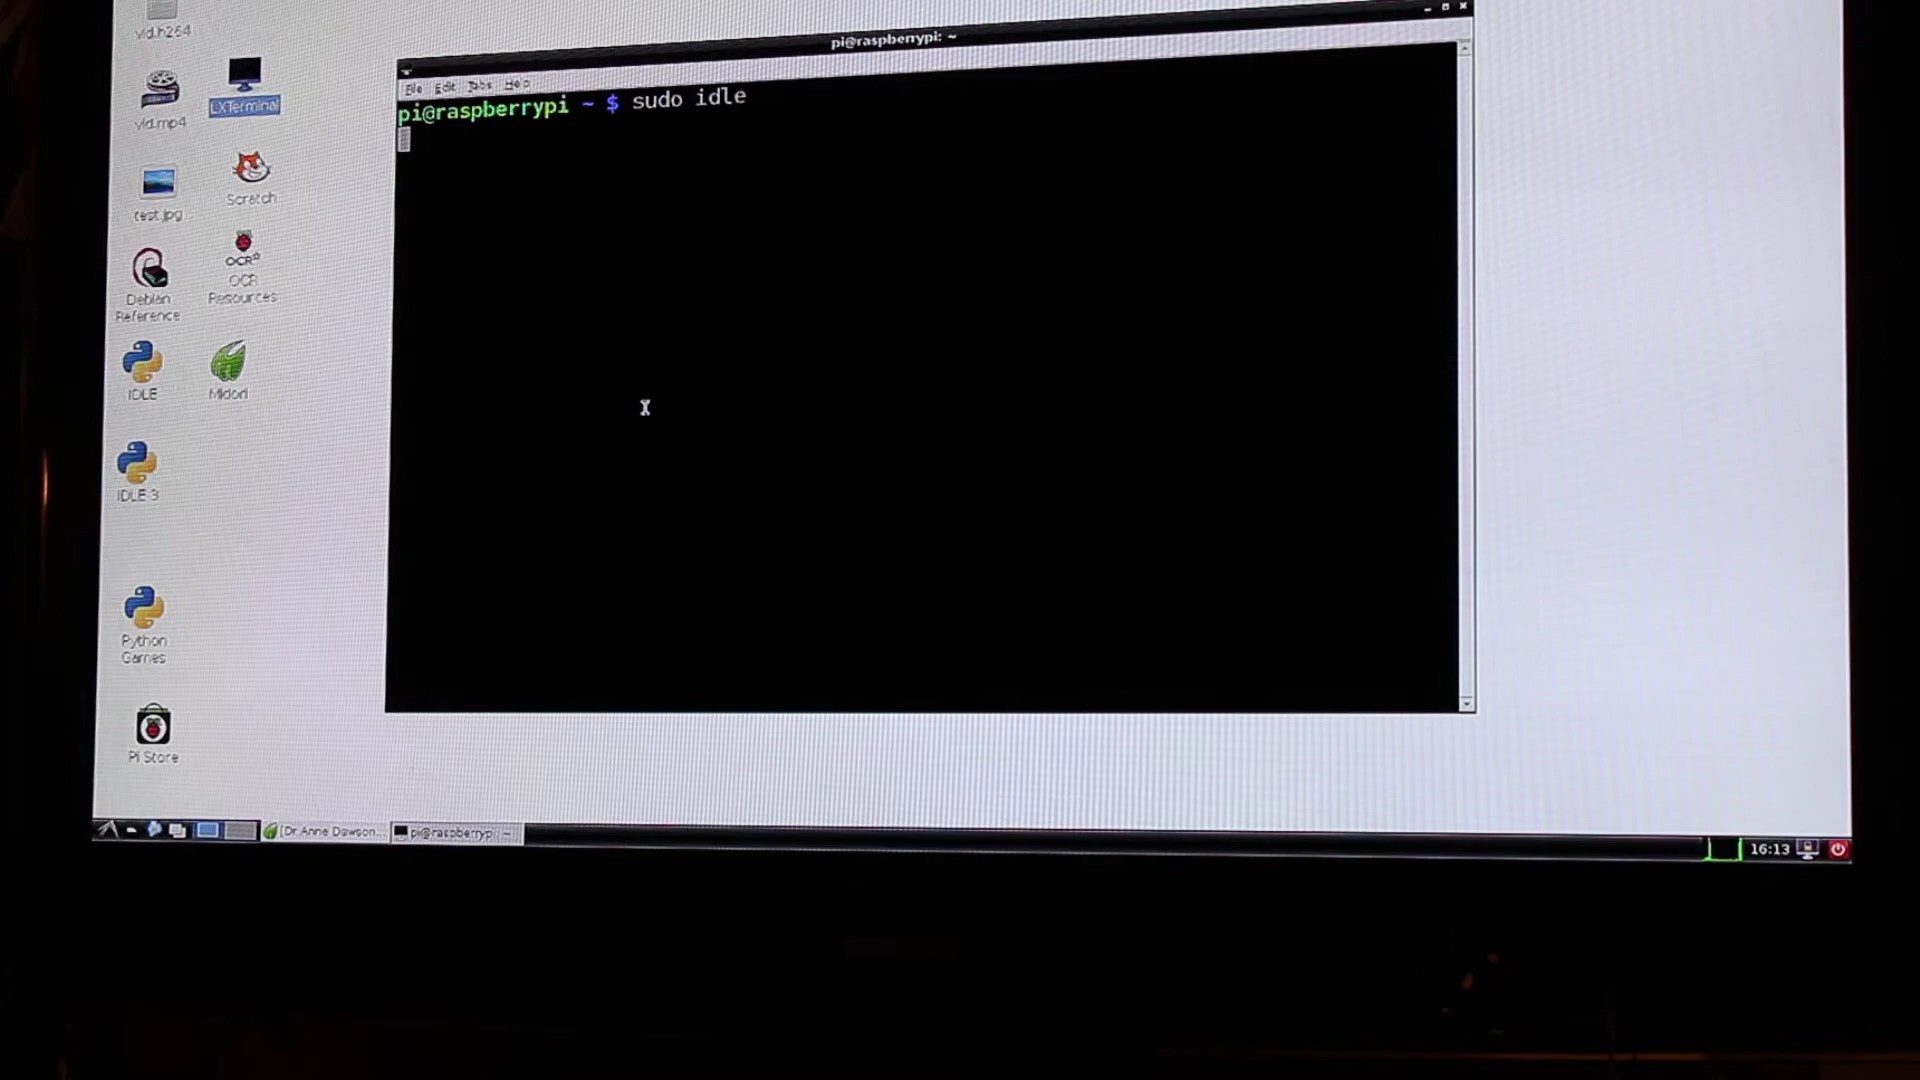 vid.h264
pi@raspberrypi: ~
File Edit Tabs Help
pi@raspberrypi ~ $ sudo idle
vid.mp4
LXTerminal
test.jpg
Scratch
Debian
Reference
OCR
OCR
Resources
IDLE
Midori
IDLE 3
Python
Games
Pi Store
[Dr Anne Dawson...
pi@raspberrypi: ~
16:13